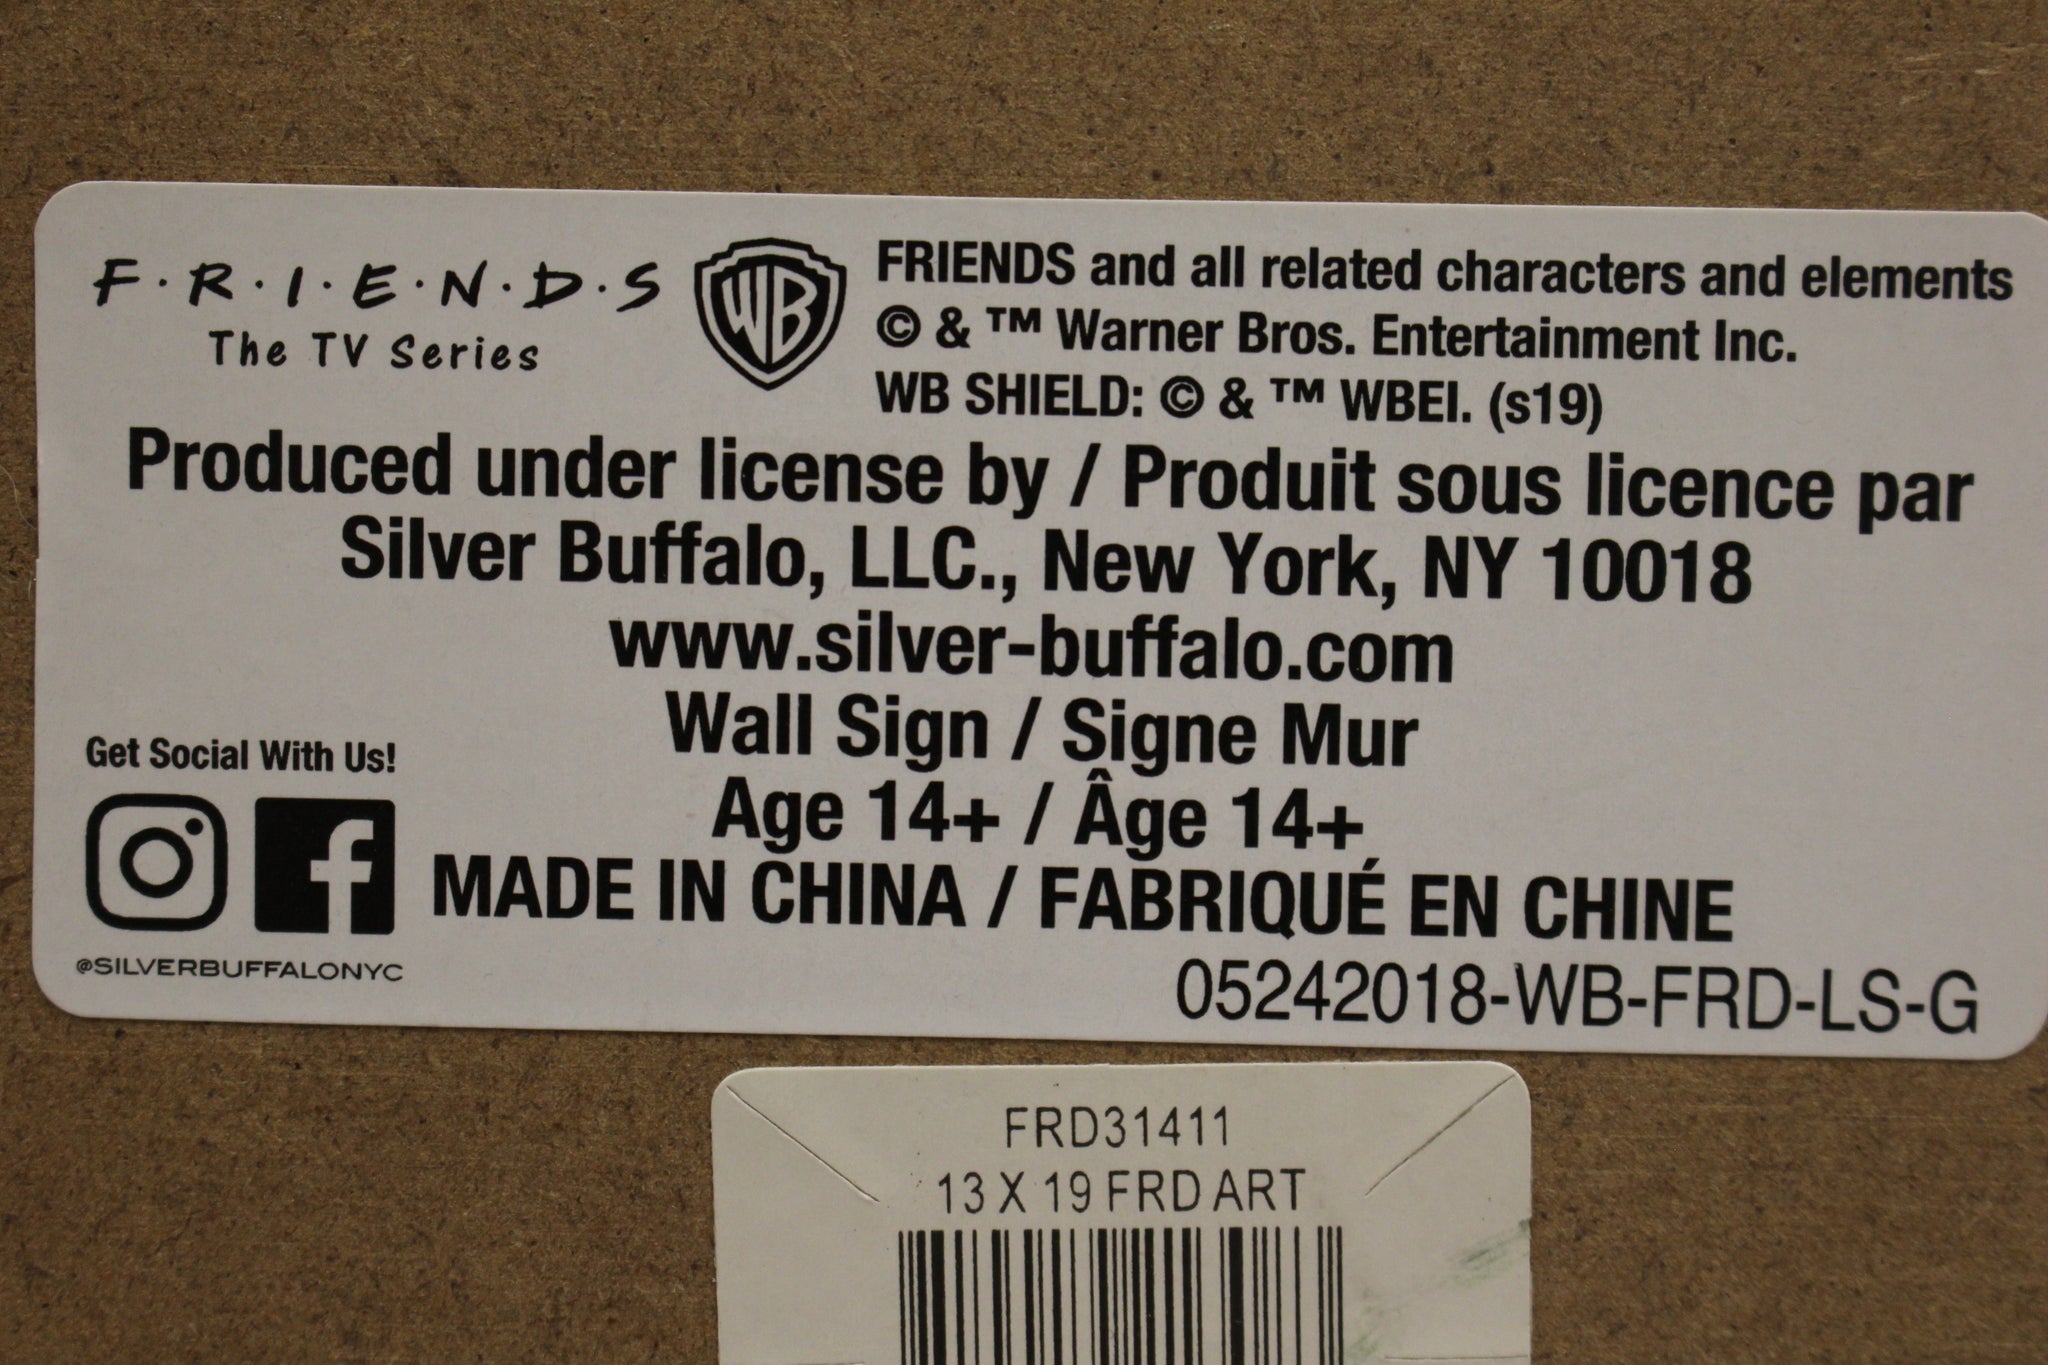 F·R·I·E·N·D·S
The TV Series
WB
FRIENDS and all related characters and elements
© & ™ Warner Bros. Entertainment Inc.
WB SHIELD: © & ™ WBEI. (s19)
Produced under license by / Produit sous licence par
Silver Buffalo, LLC., New York, NY 10018
www.silver-buffalo.com
Wall Sign / Signe Mur
Age 14+ / Âge 14+
MADE IN CHINA / FABRIQUÉ EN CHINE
Get Social With Us!
f
@SILVERBUFFALONYC
05242018-WB-FRD-LS-G
FRD31411
13 X 19 FRD ART